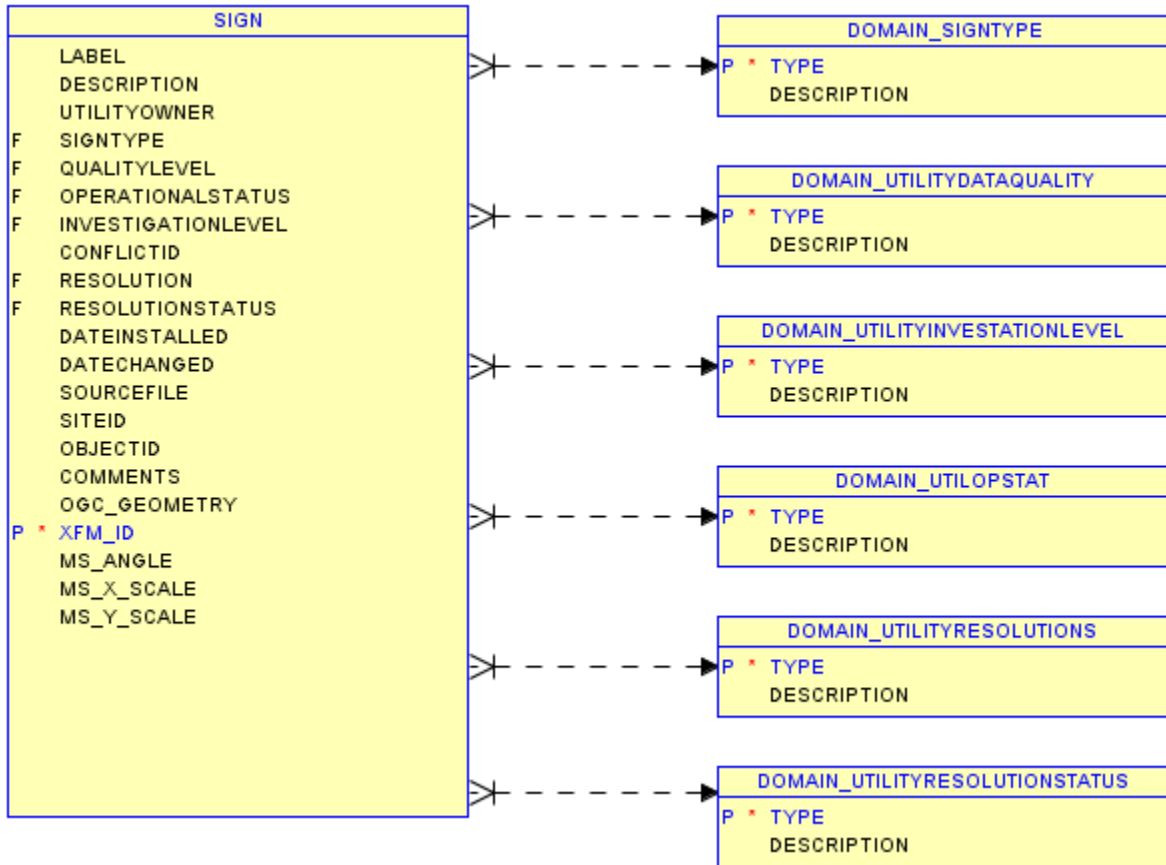 SIGN
LABEL
DESCRIPTION
UTILITYOWNER
F SIGNTYPE
F QUALITYLEVEL
F OPERATIONALSTATUS
F INVESTIGATIONLEVEL
CONFLICTID
F RESOLUTION
F RESOLUTIONSTATUS
DATEINSTALLED
DATECHANGED
SOURCEFILE
SITEID
OBJECTID
COMMENTS
OGC_GEOMETRY
P * XFM_ID
MS_ANGLE
MS_X_SCALE
MS_Y_SCALE
DOMAIN_SIGNTYPE
P * TYPE
DESCRIPTION
DOMAIN_UTILITYDATAQUALITY
P * TYPE
DESCRIPTION
DOMAIN_UTILITYINVESTATIONLEVEL
P * TYPE
DESCRIPTION
DOMAIN_UTILOPSTAT
P * TYPE
DESCRIPTION
DOMAIN_UTILITYRESOLUTIONS
P * TYPE
DESCRIPTION
DOMAIN_UTILITYRESOLUTIONSTATUS
P * TYPE
DESCRIPTION